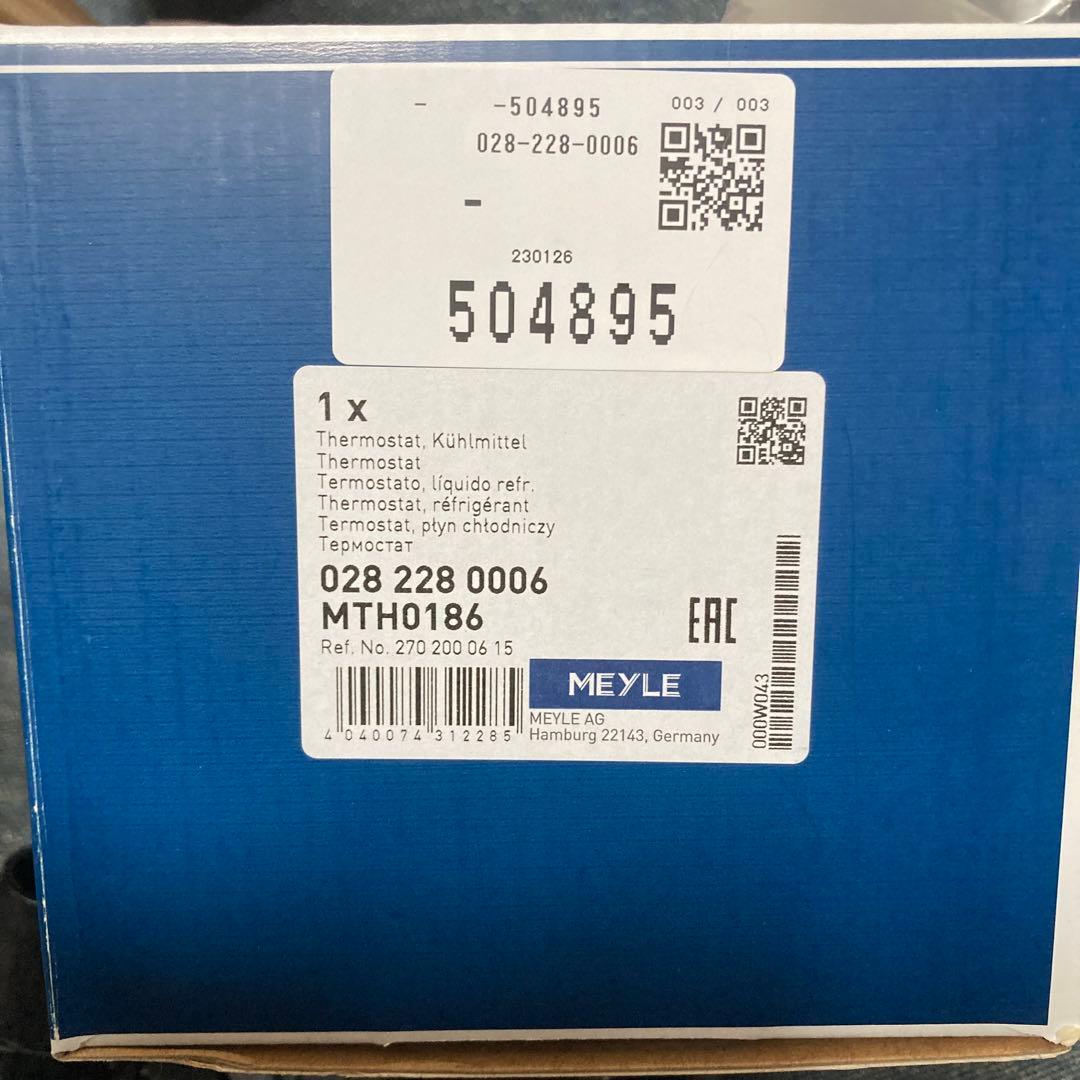 - -504895 003 / 003
028-228-0006
-
230126
504895
1 x
Thermostat, Kühlmittel
Thermostat
Termostato, líquido refr.
Thermostat, réfrigérant
Termostat, płyn chłodniczy
Термостат
028 228 0006
MTH0186
EAC
Ref. No. 270 200 06 15
MEYLE
MEYLE AG
Hamburg 22143, Germany
4 040074 312285
000W043